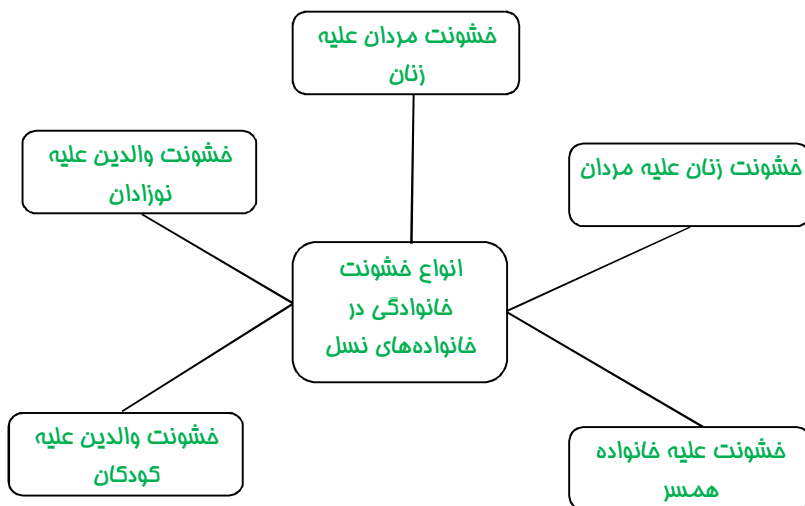 خشونت مردان علیه
زنان
خشونت زنان علیه مردان
خشونت والدین علیه
نوزادان
انواع خشونت
خانوادگی در
خانواده‌های نسل
خشونت علیه خانواده
همسر
خشونت والدین علیه
کودکان